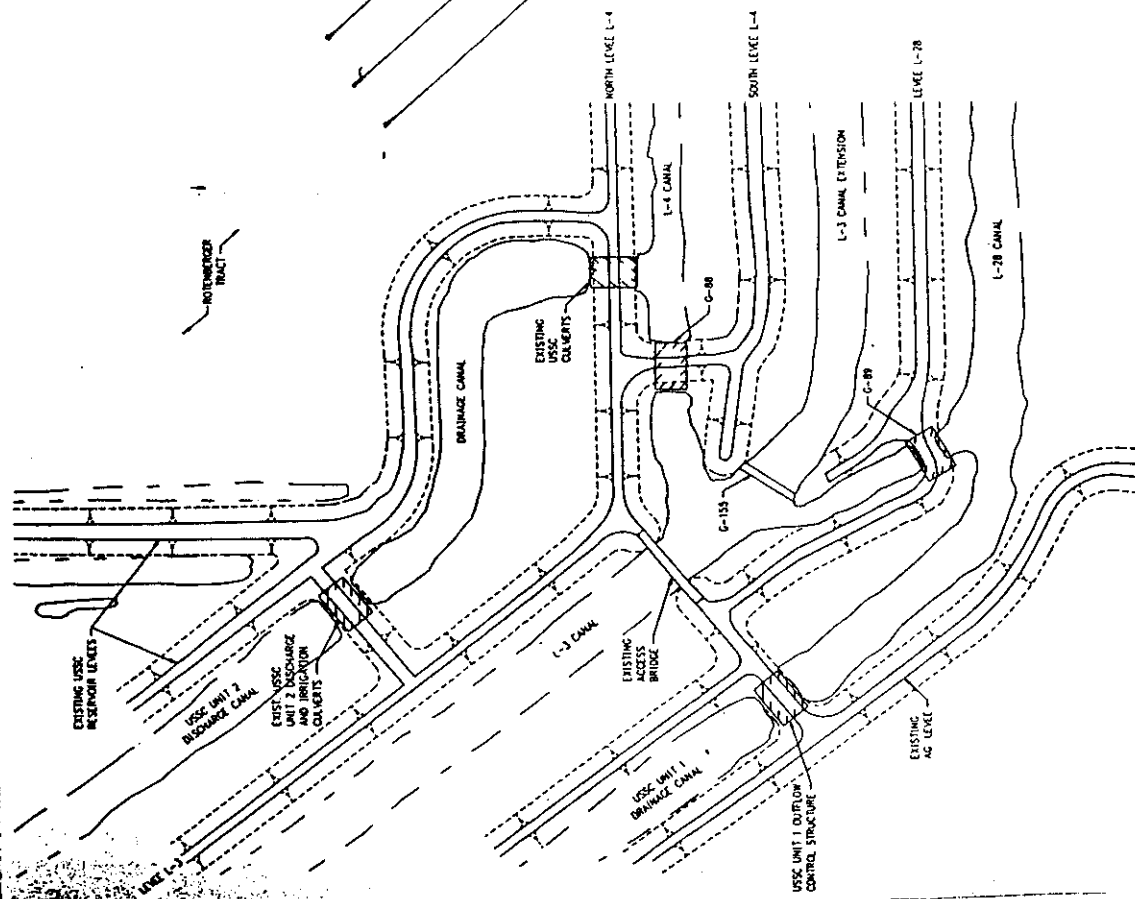 ROTENBERGER
TRACT
NORTH LEVEE L-4
SOUTH LEVEE L-4
LEVEE L-28
L-4 CANAL
L-3 CANAL EXTENSION
L-28 CANAL
G-88
G-89
G-155
DRAINAGE CANAL
EXISTING
USSC
CULVERTS
EXISTING USSC
RESERVOIR LEVEES
USSC UNIT 2
DISCHARGE CANAL
EXIST. USSC
UNIT 2 DISCHARGE
AND IRRIGATION
CULVERTS
L-3 CANAL
EXISTING
ACCESS
BRIDGE
LEVEE L-3
USSC UNIT 1
DRAINAGE CANAL
USSC UNIT 1 OUTFLOW
CONTROL STRUCTURE
EXISTING
AG LEVEE